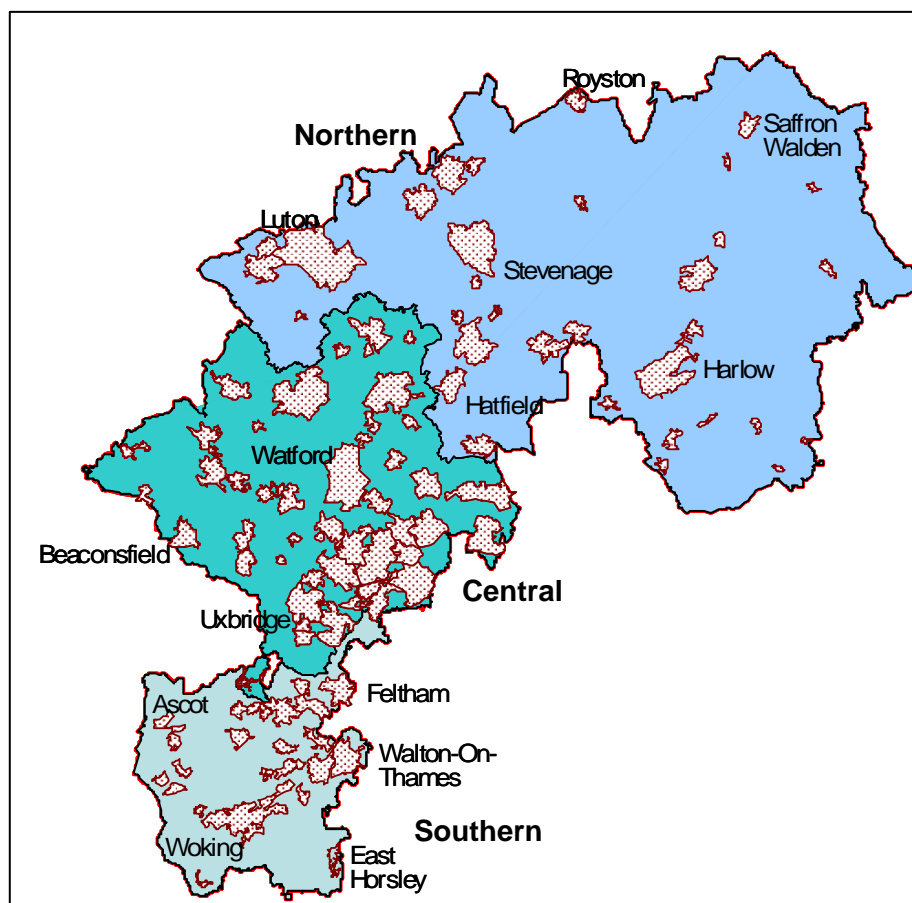 Royston
Northern
Saffron
Walden
Luton
Stevenage
Harlow
Hatfield
Watford
Beaconsfield
Central
Uxbridge
Ascot
Feltham
Walton-On-
Thames
Southern
Woking
East
Horsley